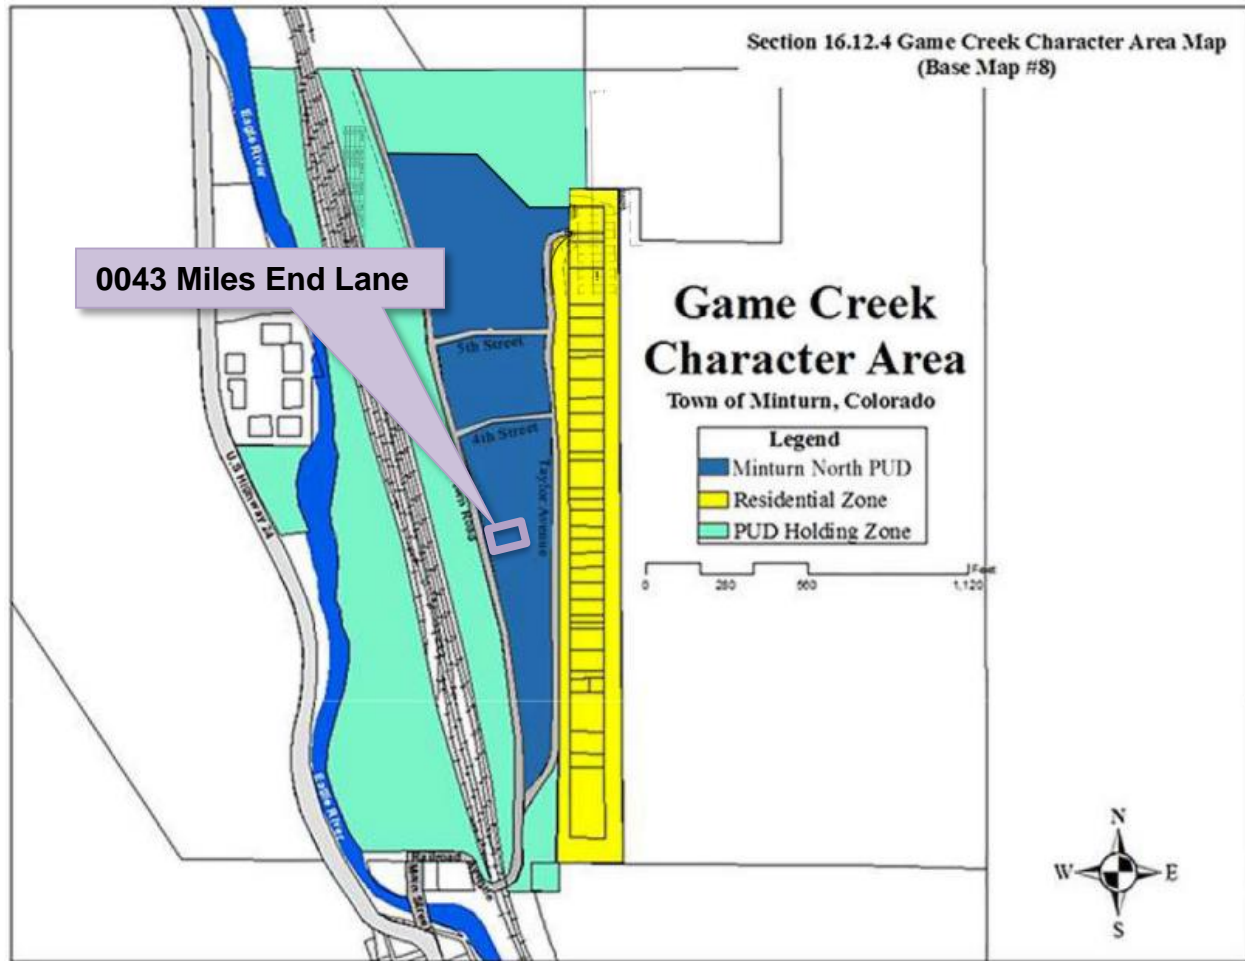 Section 16.12.4 Game Creek Character Area Map
(Base Map #8)
Eagle River
0043 Miles End Lane
Game Creek
Character Area
Town of Minturn, Colorado
Legend
Minturn North PUD
Residential Zone
PUD Holding Zone
0 280 560 1,120
Feet
5th Street
4th Street
Taylor Avenue
Road
U.S Highway 24
Eagle River
Railroad
Main Street
N
W E
S